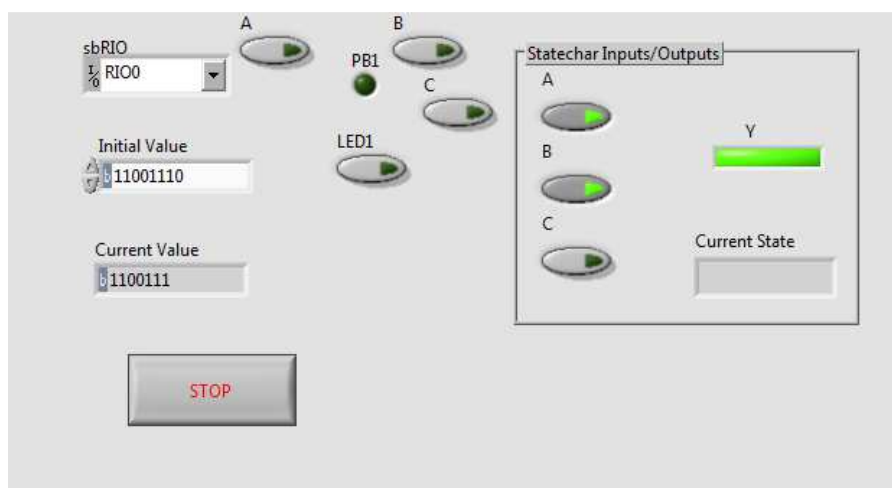 A
B
sbRIO
PB1
I/O RIO0
C
Statechar Inputs/Outputs
A
Initial Value
LED1
B
Y
b 11001110
C
Current Value
Current State
b 1100111
STOP